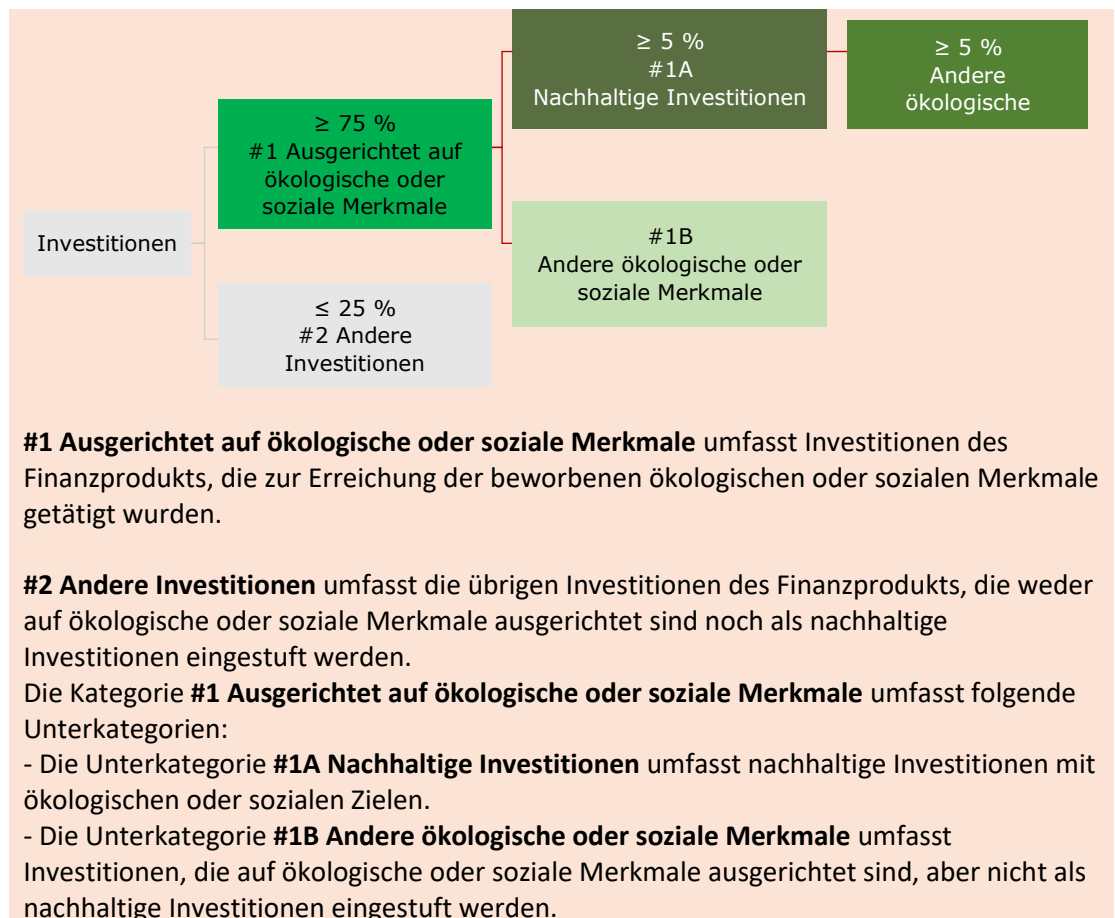 ≥ 5 %
#1A
Nachhaltige Investitionen
≥ 5 %
Andere
ökologische
≥ 75 %
#1 Ausgerichtet auf
ökologische oder
soziale Merkmale
Investitionen
#1B
Andere ökologische oder
soziale Merkmale
≤ 25 %
#2 Andere
Investitionen
#1 Ausgerichtet auf ökologische oder soziale Merkmale umfasst Investitionen des
Finanzprodukts, die zur Erreichung der beworbenen ökologischen oder sozialen Merkmale
getätigt wurden.
#2 Andere Investitionen umfasst die übrigen Investitionen des Finanzprodukts, die weder
auf ökologische oder soziale Merkmale ausgerichtet sind noch als nachhaltige
Investitionen eingestuft werden.
Die Kategorie #1 Ausgerichtet auf ökologische oder soziale Merkmale umfasst folgende
Unterkategorien:
- Die Unterkategorie #1A Nachhaltige Investitionen umfasst nachhaltige Investitionen mit
ökologischen oder sozialen Zielen.
- Die Unterkategorie #1B Andere ökologische oder soziale Merkmale umfasst
Investitionen, die auf ökologische oder soziale Merkmale ausgerichtet sind, aber nicht als
nachhaltige Investitionen eingestuft werden.